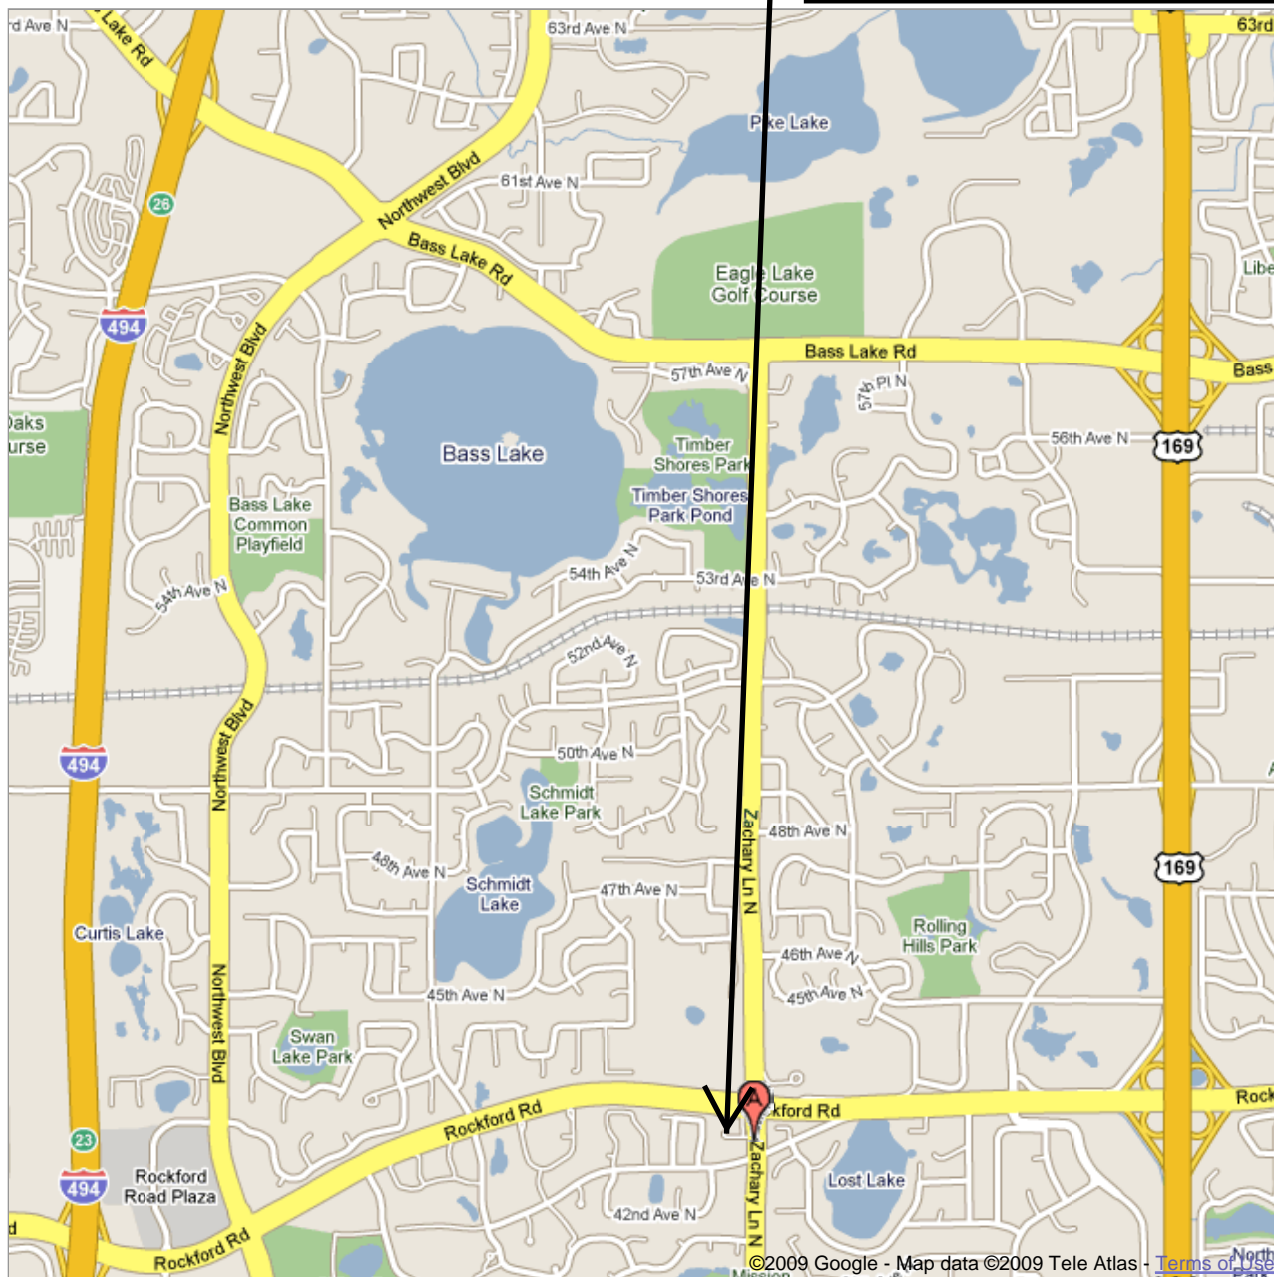 rd Ave N
Lake Rd
63rd Ave N
63rd
Pike Lake
Northwest Blvd
61st Ave N
26
Bass Lake Rd
Eagle Lake
Golf Course
Libe
494
Northwest Blvd
Bass Lake Rd
57th Ave N
57th Pl N
Bass
Oaks
urse
Bass Lake
Timber
Shores Park
56th Ave N
169
Timber Shores
Park Pond
Bass Lake
Common
Playfield
54th Ave N
53rd Ave N
54th Ave N
52nd Ave N
Northwest Blvd
494
50th Ave N
Schmidt
Lake Park
Zachary Ln N
48th Ave N
48th Ave N
169
Schmidt
Lake
47th Ave N
Curtis Lake
Rolling
Hills Park
46th Ave N
45th Ave N
45th Ave N
Northwest Blvd
Swan
Lake Park
A
kford Rd
Rock
Rockford Rd
23
494
Rockford
Road Plaza
Zachary Ln N
Lost Lake
42nd Ave N
d
Rockford Rd
North
©2009 Google - Map data ©2009 Tele Atlas - Terms of Use
Mission